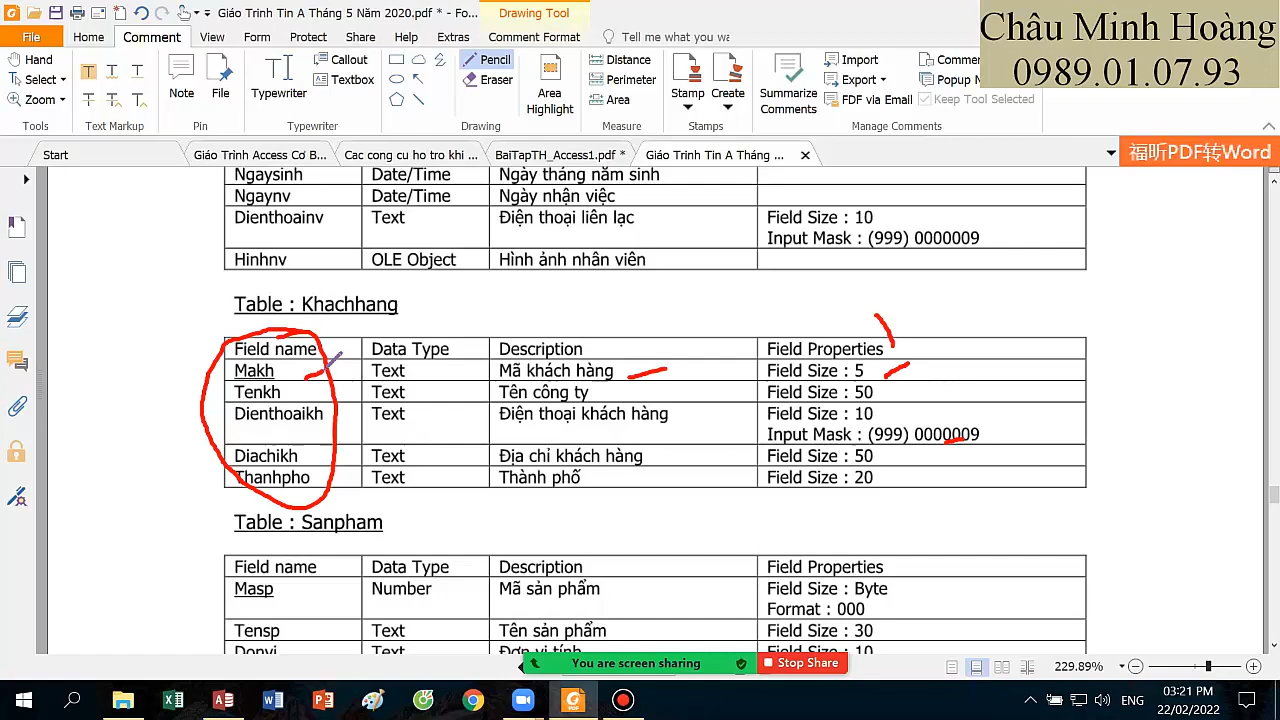 Giáo Trình Tin A Tháng 5 Năm 2020.pdf * - Fo...
Drawing Tool
Châu Minh Hoàng
0989.01.07.93
File Home Comment View Form Protect Share Help Extras Comment Format Tell me what you wa
Hand
Select
Zoom
Tools
Text Markup
Note
File
Pin
Typewriter
Callout
Textbox
Typewriter
Pencil
Eraser
Area Highlight
Drawing
Distance
Perimeter
Area
Measure
Stamp
Create
Stamps
Summarize Comments
Import
Export
FDF via Email
Commen
Popup N
Keep Tool Selected
Manage Comments
Start
Giáo Trình Access Cơ B...
Cac cong cu ho tro khi ...
BaiTapTH_Access1.pdf *
Giáo Trình Tin A Tháng ...
福昕PDF转Word
Ngaysinh Date/Time Ngày tháng năm sinh
Ngaynv Date/Time Ngày nhận việc
Dienthoainv Text Điện thoại liên lạc Field Size : 10
Input Mask : (999) 0000009
Hinhnv OLE Object Hình ảnh nhân viên
Table : Khachhang
Field name Data Type Description Field Properties
Makh Text Mã khách hàng Field Size : 5
Tenkh Text Tên công ty Field Size : 50
Dienthoaikh Text Điện thoại khách hàng Field Size : 10
Input Mask : (999) 0000009
Diachikh Text Địa chỉ khách hàng Field Size : 50
Thanhpho Text Thành phố Field Size : 20
Table : Sanpham
Field name Data Type Description Field Properties
Masp Number Mã sản phẩm Field Size : Byte
Format : 000
Tensp Text Tên sản phẩm Field Size : 30
Donvi Text Đơn vị tính Field Size : 10
You are screen sharing Stop Share
229.89%
ENG
03:21 PM
22/02/2022